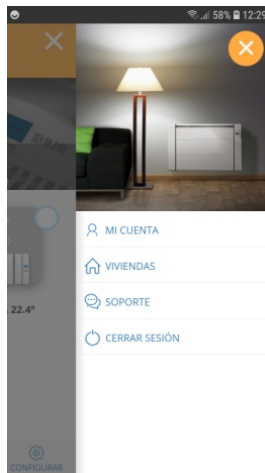 58% 12:29
MI CUENTA
VIVIENDAS
SOPORTE
CERRAR SESIÓN
22.4°
CONFIGURAR